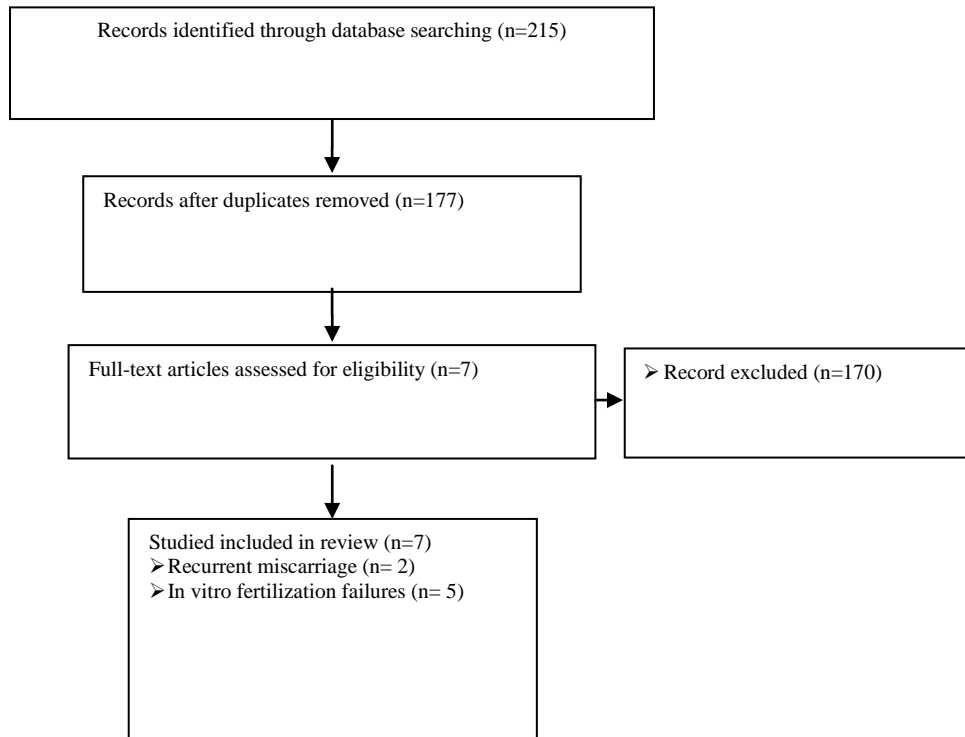 Records identified through database searching (n=215)
Records after duplicates removed (n=177)
Full-text articles assessed for eligibility (n=7)
➢ Record excluded (n=170)
Studied included in review (n=7)
➢ Recurrent miscarriage (n= 2)
➢ In vitro fertilization failures (n= 5)